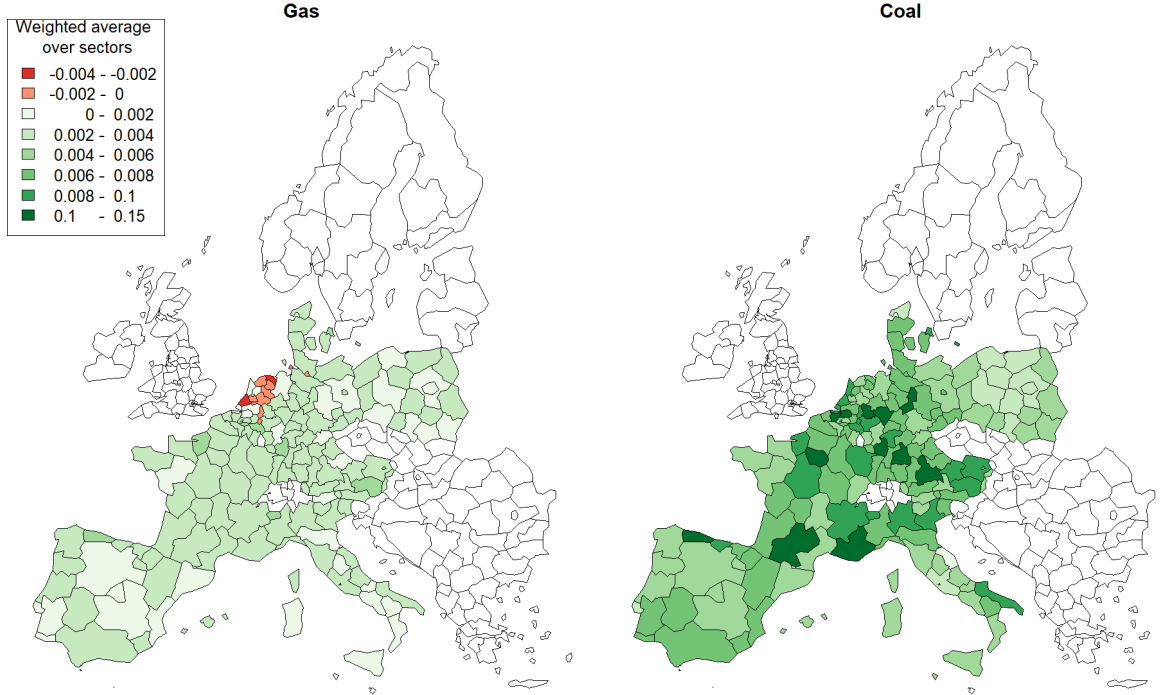 Gas
Coal
Weighted average
over sectors
-0.004 - -0.002
-0.002 - 0
0 - 0.002
0.002 - 0.004
0.004 - 0.006
0.006 - 0.008
0.008 - 0.1
0.1 - 0.15